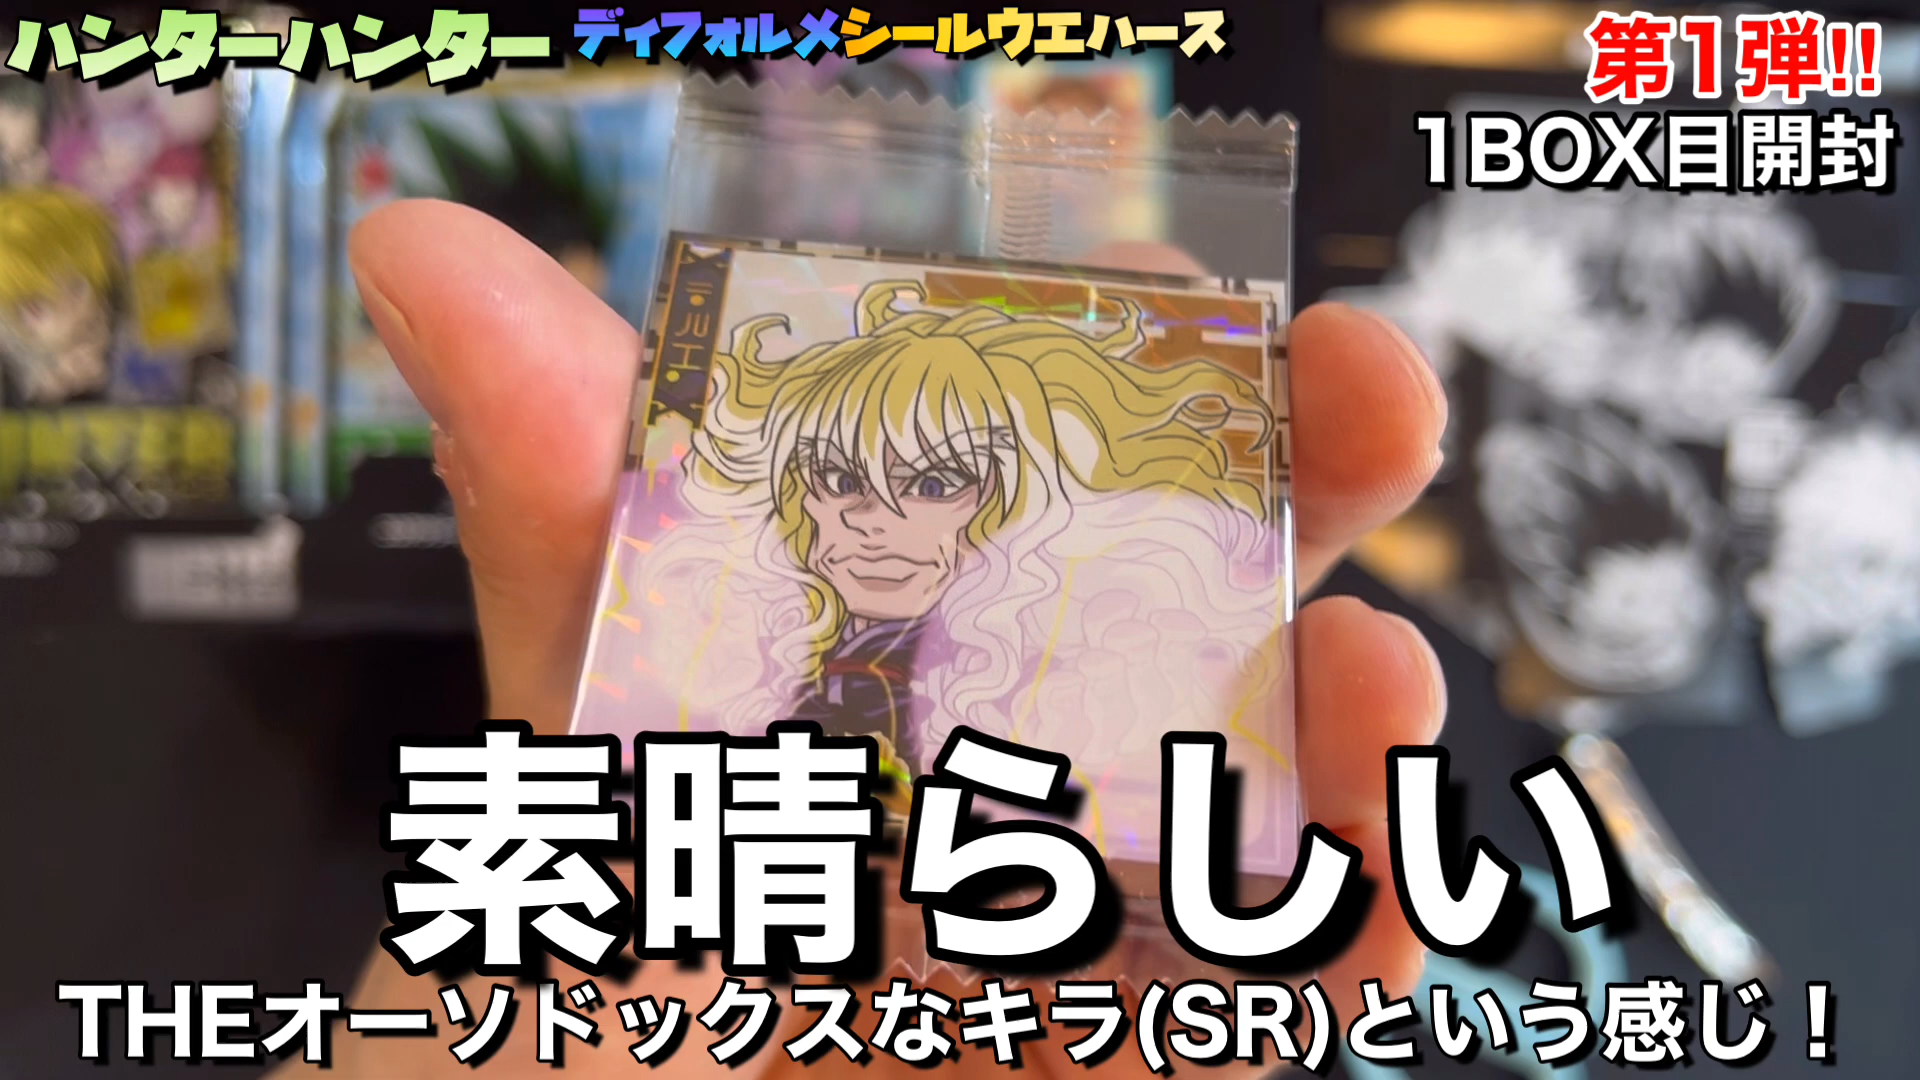 ハンターハンター ディフォルメシールウエハース
第1弾!!
1BOX目開封
素晴らしい
THEオーソドックスなキラ(SR)という感じ！